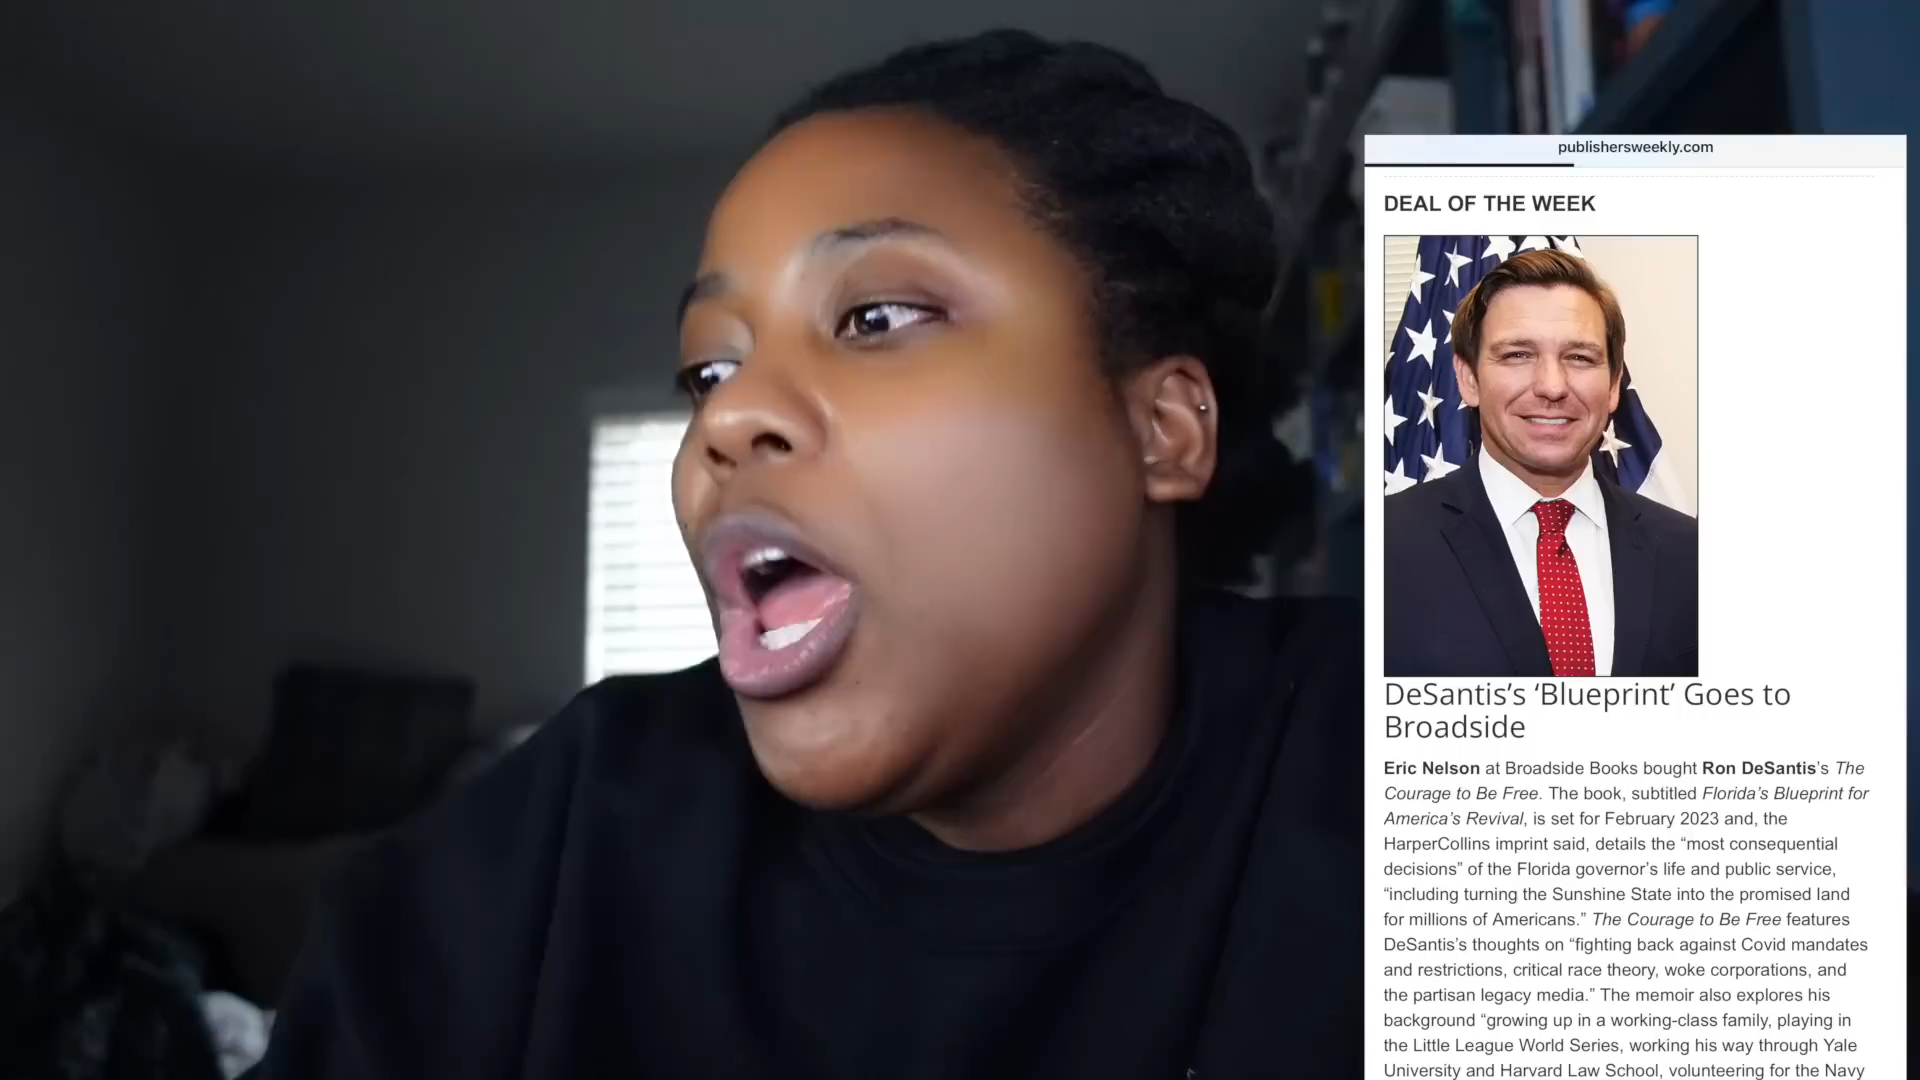 publishersweekly.com
DEAL OF THE WEEK
DeSantis's ‘Blueprint’ Goes to
Broadside
Eric Nelson at Broadside Books bought Ron DeSantis's The
Courage to Be Free. The book, subtitled Florida's Blueprint for
America's Revival, is set for February 2023 and, the
HarperCollins imprint said, details the “most consequential
decisions” of the Florida governor's life and public service,
“including turning the Sunshine State into the promised land
for millions of Americans.” The Courage to Be Free features
DeSantis's thoughts on “fighting back against Covid mandates
and restrictions, critical race theory, woke corporations, and
the partisan legacy media.” The memoir also explores his
background “growing up in a working-class family, playing in
the Little League World Series, working his way through Yale
University and Harvard Law School, volunteering for the Navy